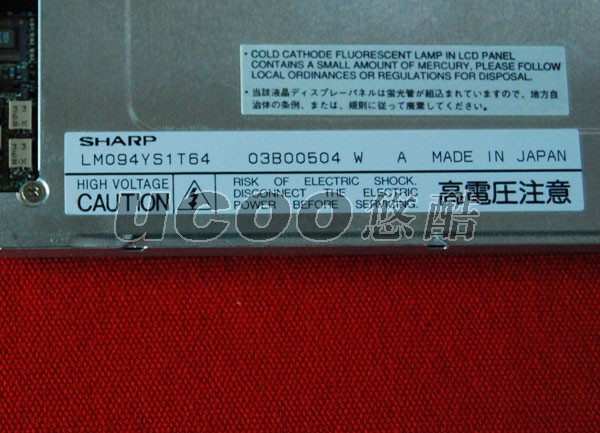 • COLD CATHODE FLUORESCENT LAMP IN LCD PANEL
CONTAINS A SMALL AMOUNT OF MERCURY, PLEASE FOLLOW
LOCAL ORDINANCES OR REGULATIONS FOR DISPOSAL.
• 当該液晶ディスプレーパネルは蛍光管が組込まれていますので、地方自
治体の条例、または、規則に従って廃棄してください。
SHARP
LM094YS1T64 03B00504 W A MADE IN JAPAN
HIGH VOLTAGE
CAUTION
RISK OF ELECTRIC SHOCK.
DISCONNECT THE ELECTRIC
POWER BEFORE SERVICING.
高電圧注意
ucoo悠酷